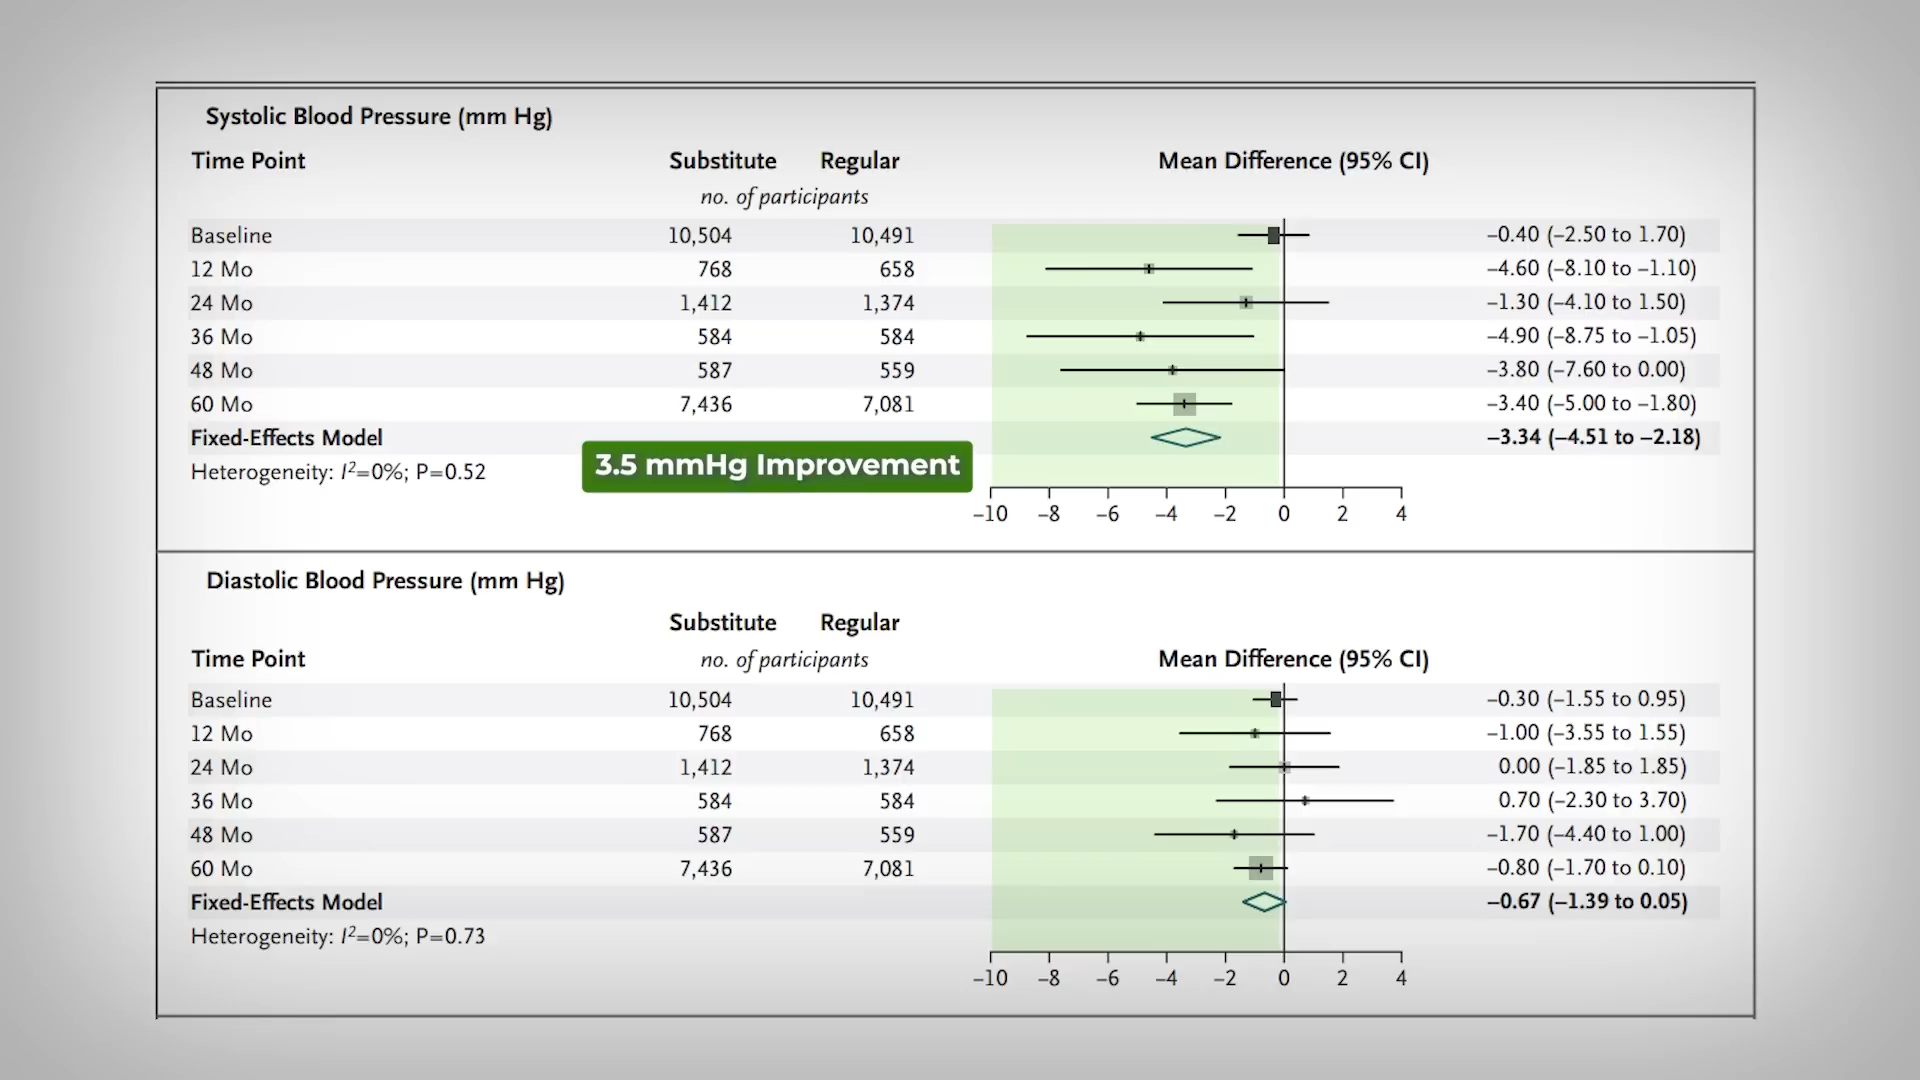 Systolic Blood Pressure (mm Hg)
Time Point Substitute Regular Mean Difference (95% CI)
no. of participants
Baseline 10,504 10,491 –0.40 (–2.50 to 1.70)
12 Mo 768 658 –4.60 (–8.10 to –1.10)
24 Mo 1,412 1,374 –1.30 (–4.10 to 1.50)
36 Mo 584 584 –4.90 (–8.75 to –1.05)
48 Mo 587 559 –3.80 (–7.60 to 0.00)
60 Mo 7,436 7,081 –3.40 (–5.00 to –1.80)
Fixed-Effects Model –3.34 (–4.51 to –2.18)
Heterogeneity: I²=0%; P=0.52 3.5 mmHg Improvement
–10 –8 –6 –4 –2 0 2 4
Diastolic Blood Pressure (mm Hg)
Substitute Regular
Time Point no. of participants Mean Difference (95% CI)
Baseline 10,504 10,491 –0.30 (–1.55 to 0.95)
12 Mo 768 658 –1.00 (–3.55 to 1.55)
24 Mo 1,412 1,374 0.00 (–1.85 to 1.85)
36 Mo 584 584 0.70 (–2.30 to 3.70)
48 Mo 587 559 –1.70 (–4.40 to 1.00)
60 Mo 7,436 7,081 –0.80 (–1.70 to 0.10)
Fixed-Effects Model –0.67 (–1.39 to 0.05)
Heterogeneity: I²=0%; P=0.73
–10 –8 –6 –4 –2 0 2 4